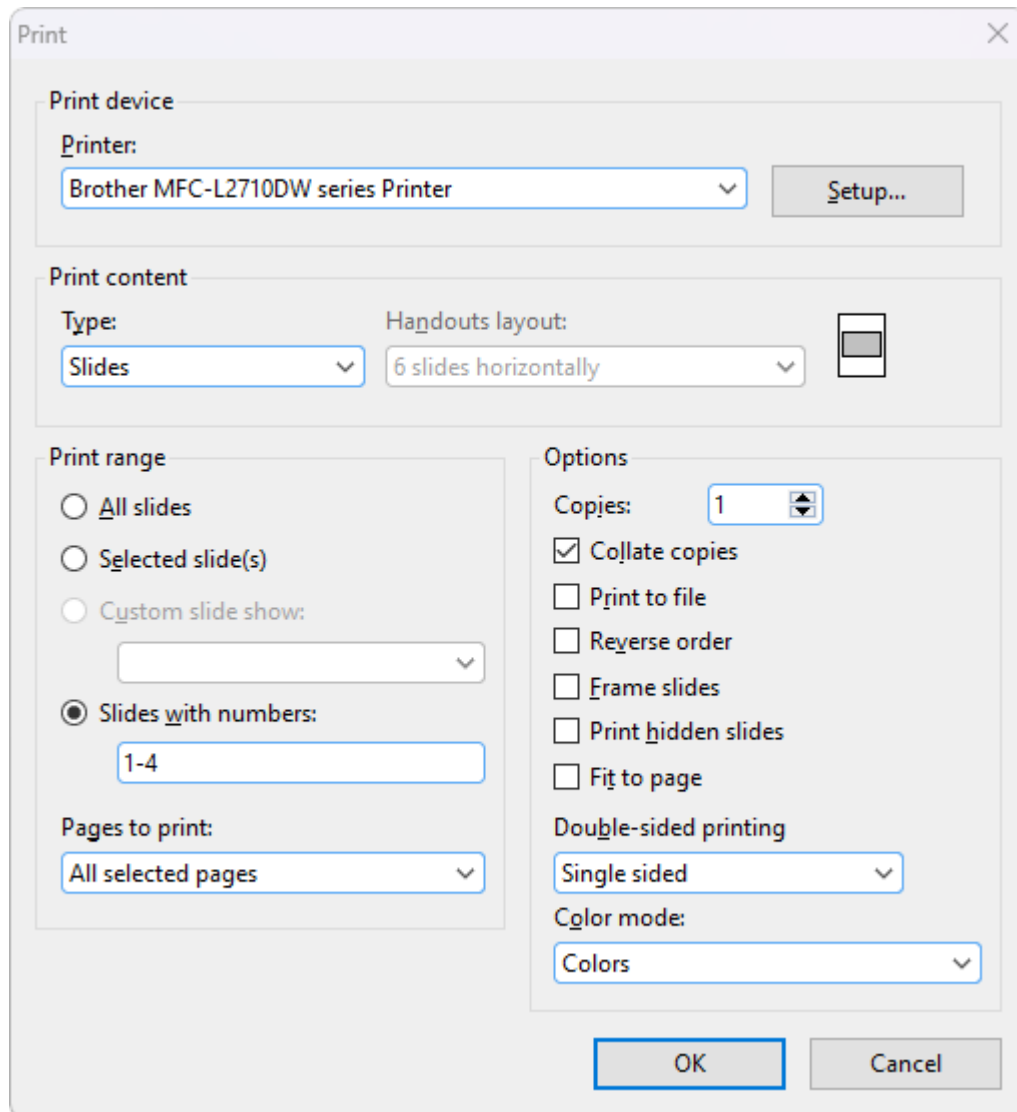 Print
Print device
Printer:
Brother MFC-L2710DW series Printer
Setup...
Print content
Type:
Handouts layout:
Slides
6 slides horizontally
Print range
All slides
Selected slide(s)
Custom slide show:
Slides with numbers:
1-4
Pages to print:
All selected pages
Options
Copies:
1
Collate copies
Print to file
Reverse order
Frame slides
Print hidden slides
Fit to page
Double-sided printing
Single sided
Color mode:
Colors
OK
Cancel